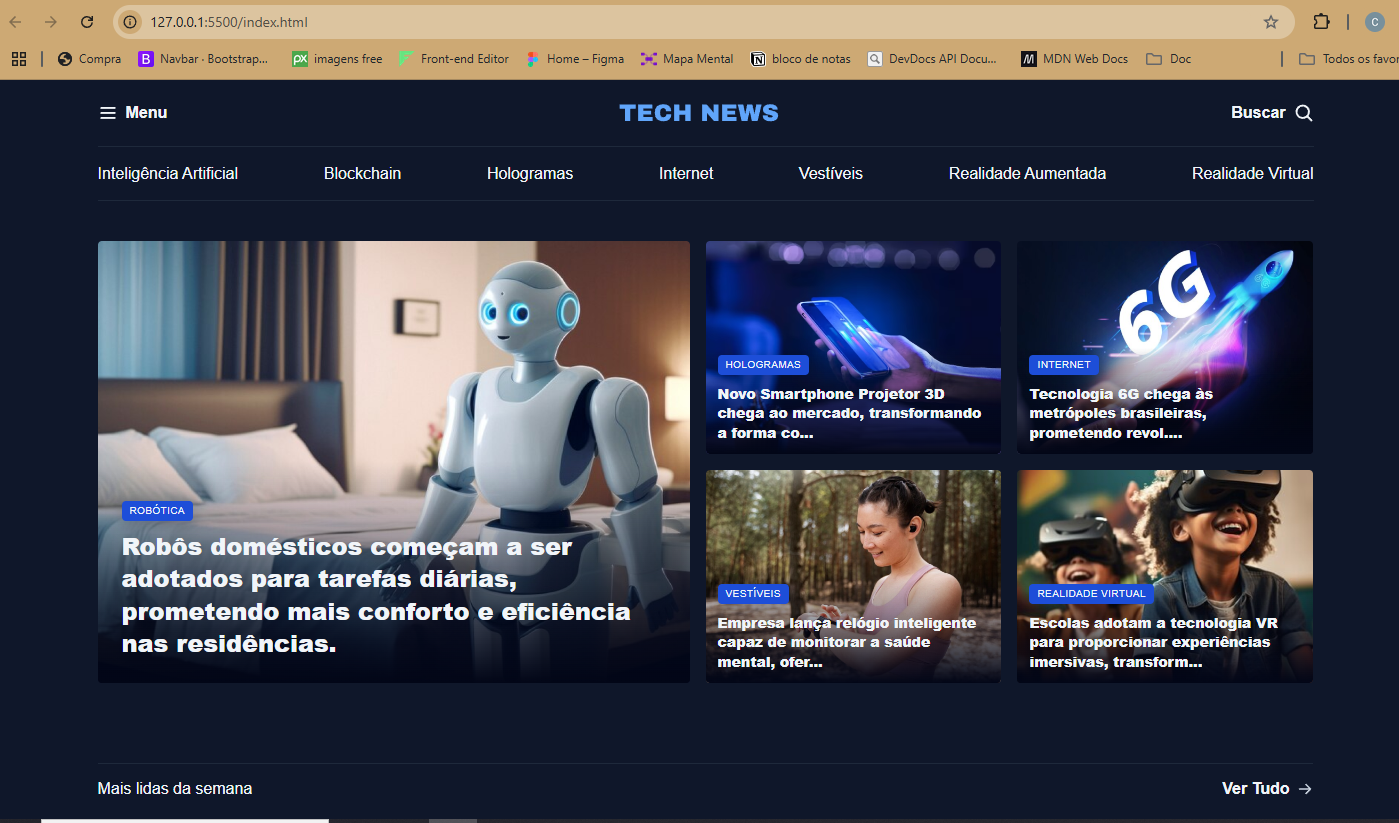 127.0.0.1:5500/index.html
C
Compra
B Navbar · Bootstrap...
px imagens free
Front-end Editor
Home – Figma
Mapa Mental
bloco de notas
DevDocs API Docu...
M MDN Web Docs
Doc
Todos os favor
Menu
TECH NEWS
Buscar
Inteligência Artificial
Blockchain
Hologramas
Internet
Vestíveis
Realidade Aumentada
Realidade Virtual
ROBÓTICA
Robôs domésticos começam a ser
adotados para tarefas diárias,
prometendo mais conforto e eficiência
nas residências.
HOLOGRAMAS
Novo Smartphone Projetor 3D
chega ao mercado, transformando
a forma co...
6G
INTERNET
Tecnologia 6G chega às
metrópoles brasileiras,
prometendo revol....
VESTÍVEIS
Empresa lança relógio inteligente
capaz de monitorar a saúde
mental, ofer...
REALIDADE VIRTUAL
Escolas adotam a tecnologia VR
para proporcionar experiências
imersivas, transform...
Mais lidas da semana
Ver Tudo